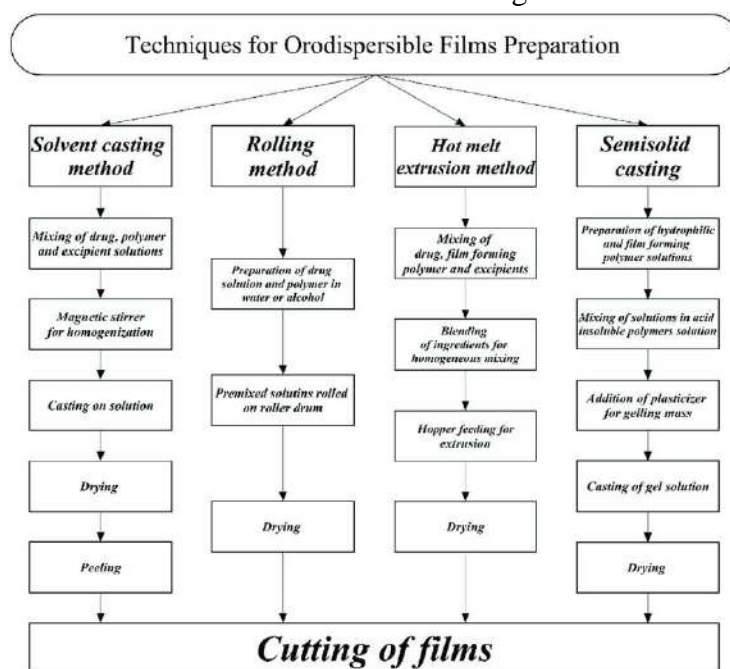 Techniques for Orodispersible Films Preparation
Solvent casting
method
Mixing of drug, polymer
and excipient solutions
Magnetic stirrer
for homogenization
Casting on solution
Drying
Peeling
Rolling
method
Preparation of drug
solution and polymer in
water or alcohol
Premixed solutins rolled
on roller drum
Drying
Hot melt
extrusion method
Mixing of
drug, film forming
polymer and excipients
Blending
of ingredients for
homogeneous mixing
Hopper feeding for
extrusion
Drying
Semisolid
casting
Preparation of hydrophilic
and film forming
polymer solutions
Mixing of solutions in acid
insoluble polymers solution
Addition of plasticizer
for gelling mass
Casting of gel solution
Drying
Cutting of films